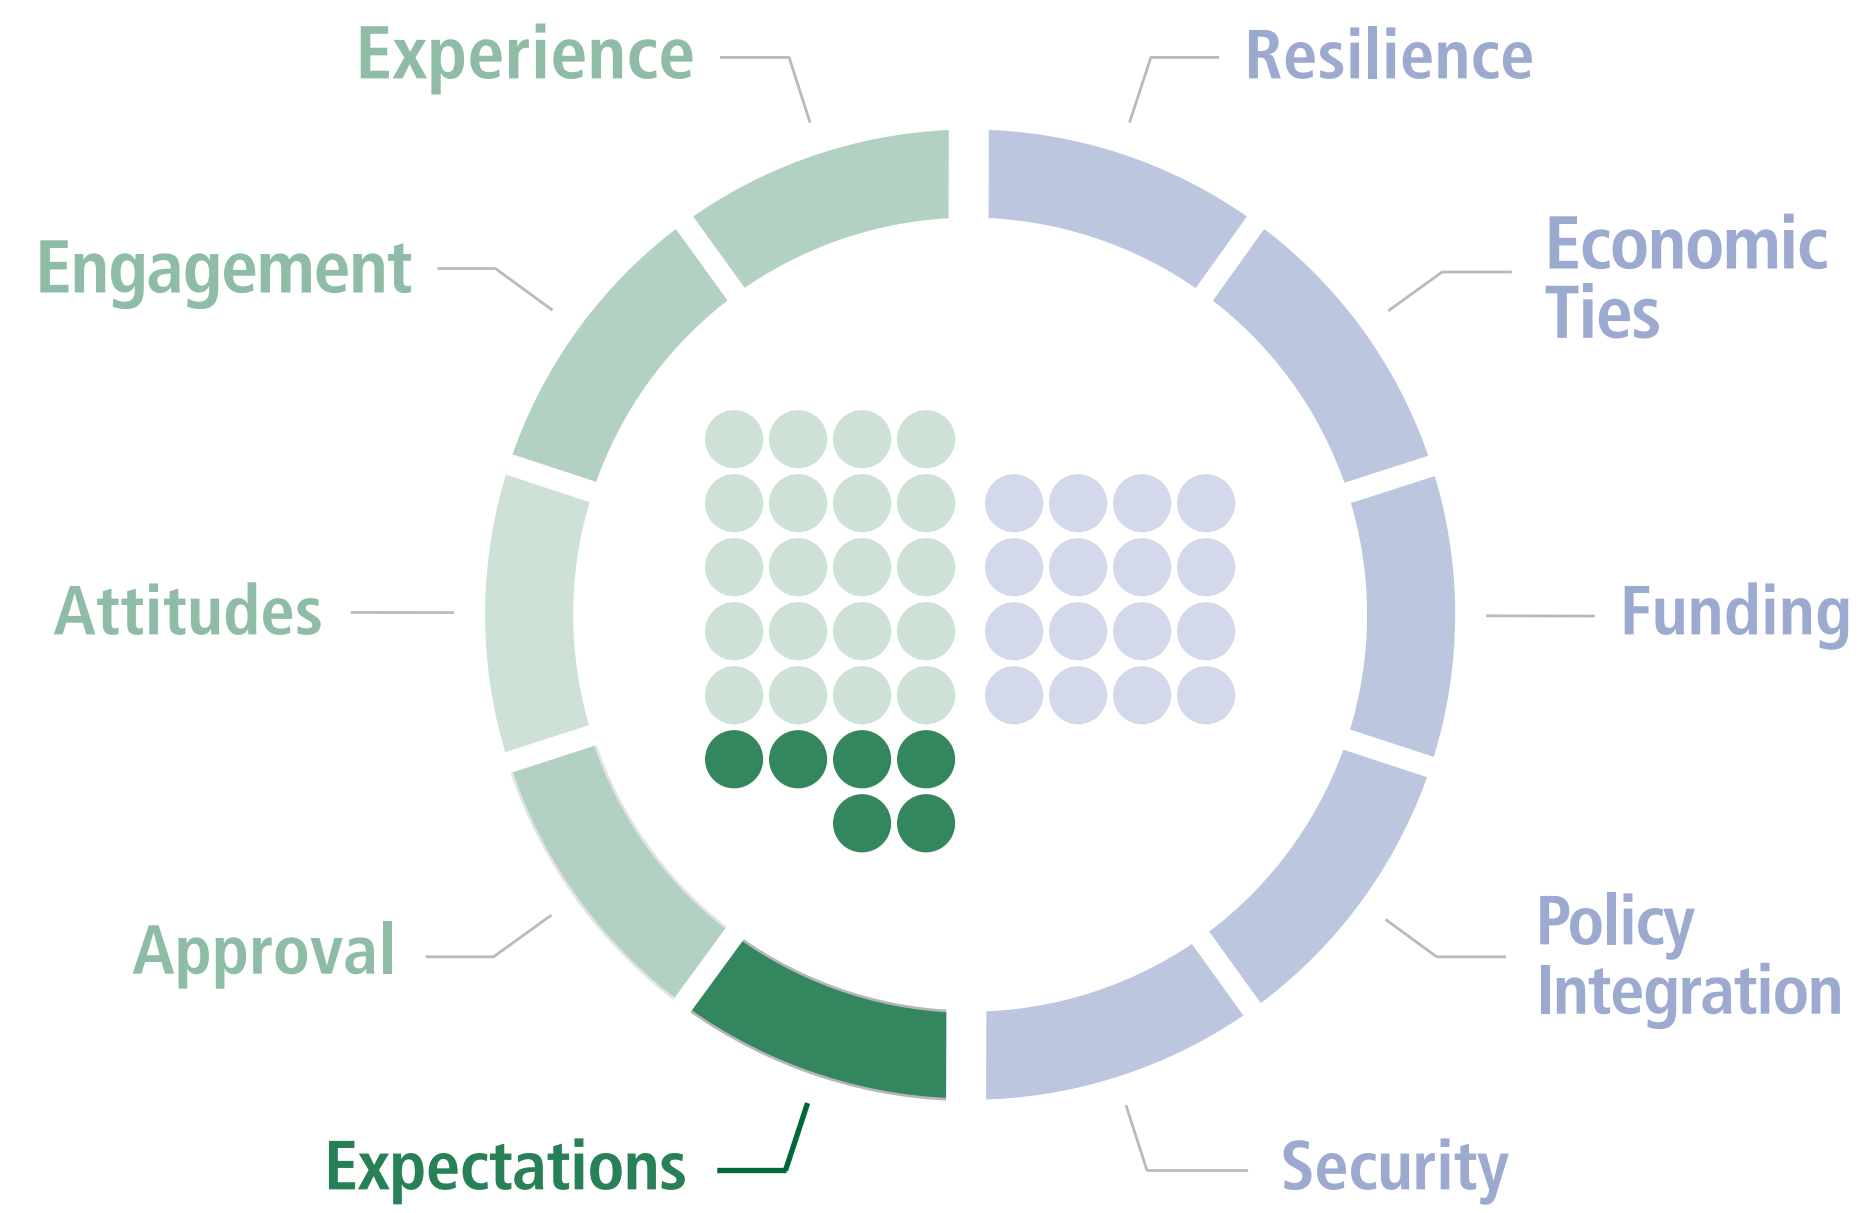 Experience
Resilience
Engagement
Economic
Ties
Attitudes
Funding
Approval
Policy
Integration
Expectations
Security